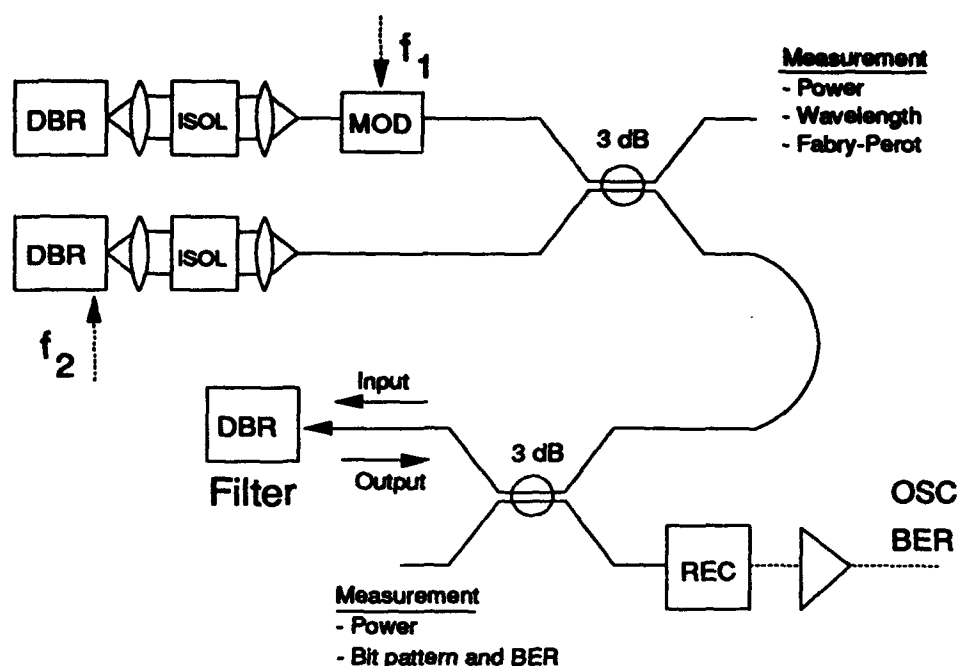 f1
Measurement
- Power
- Wavelength
- Fabry-Perot
DBR
ISOL
MOD
3 dB
DBR
ISOL
f2
Input
DBR
Output
Filter
3 dB
OSC
BER
REC
Measurement
- Power
- Bit pattern and BER